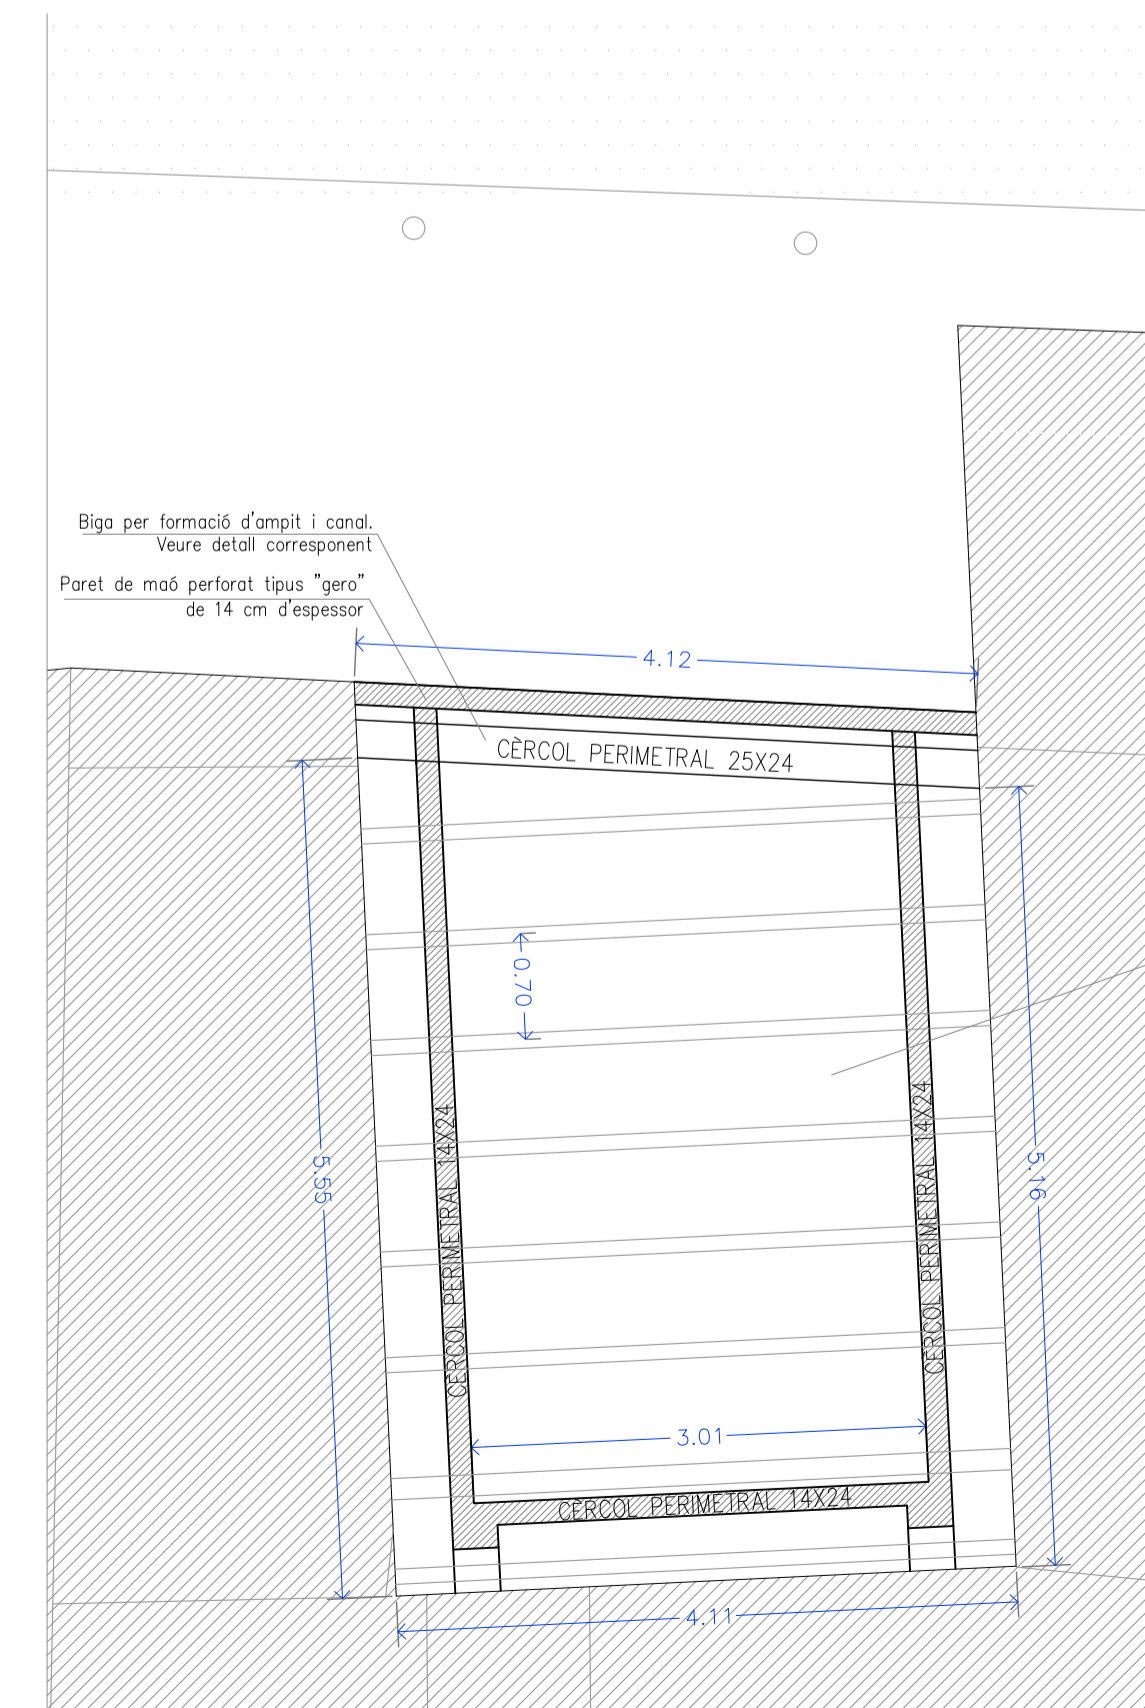 Biga per formació d'ampit i canal.
Veure detall corresponent
Paret de maó perforat tipus "gero"
de 14 cm d'espessor
4.12
CÈRCOL PERIMETRAL 25X24
0.70
CÈRCOL PERIMETRAL 14X24
CÈRCOL PERIMETRAL 14X24
5.55
5.16
3.01
CÈRCOL PERIMETRAL 14X24
4.11